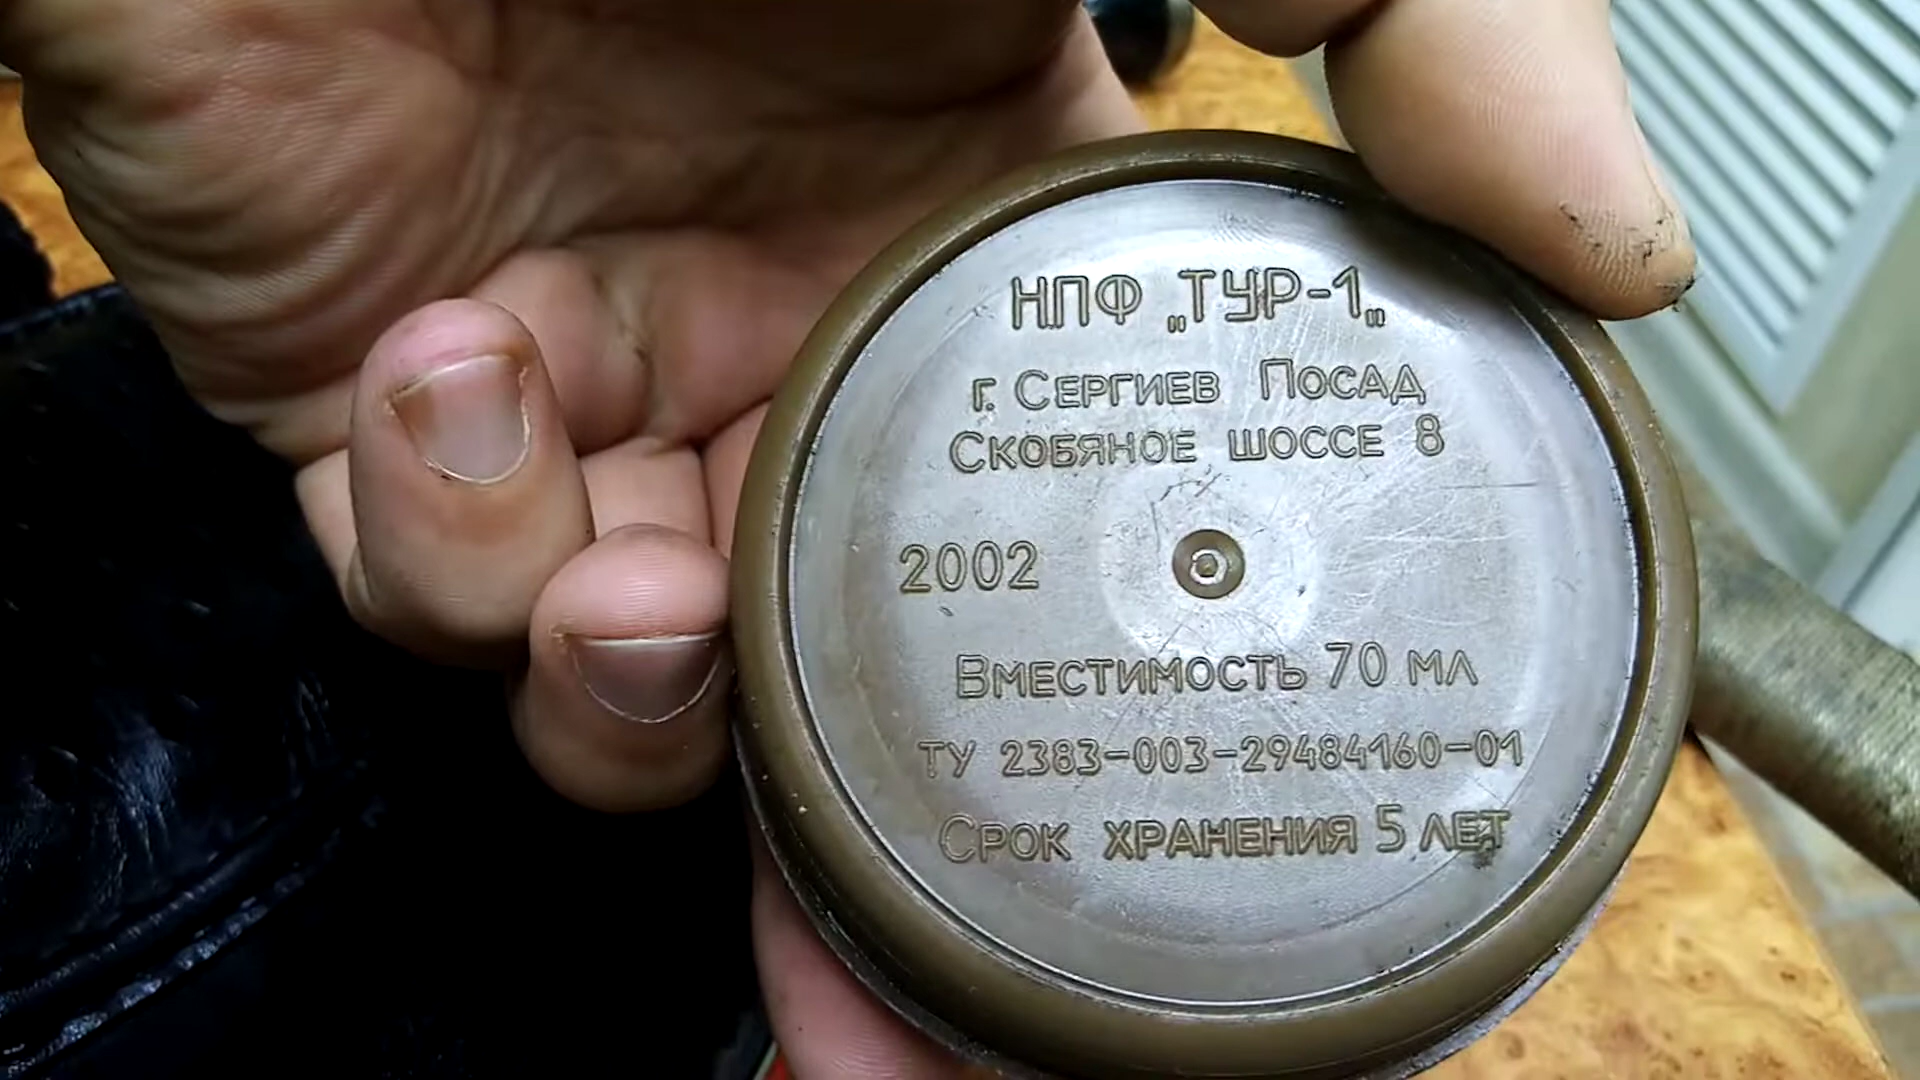 НПФ „ТУР-1„
г. Сергиев Посад
Скобяное шоссе 8
2002
Вместимость 70 мл
ТУ 2383-003-29484160-01
Срок хранения 5 лет